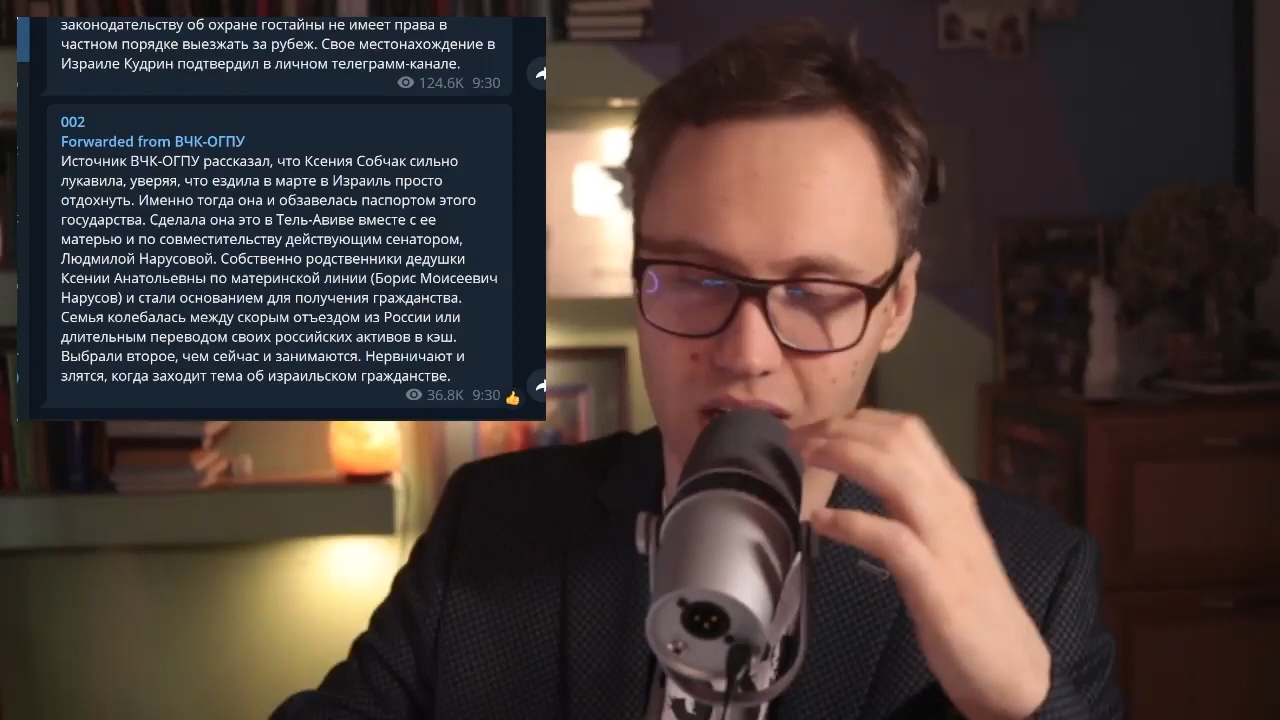 законодательству об охране гостайны не имеет права в
частном порядке выезжать за рубеж. Свое местонахождение в
Израиле Кудрин подтвердил в личном телеграмм-канале.
124.6K 9:30
002
Forwarded from ВЧК-ОГПУ
Источник ВЧК-ОГПУ рассказал, что Ксения Собчак сильно
лукавила, уверяя, что ездила в марте в Израиль просто
отдохнуть. Именно тогда она и обзавелась паспортом этого
государства. Сделала она это в Тель-Авиве вместе с ее
матерью и по совместительству действующим сенатором,
Людмилой Нарусовой. Собственно родственники дедушки
Ксении Анатольевны по материнской линии (Борис Моисеевич
Нарусов) и стали основанием для получения гражданства.
Семья колебалась между скорым отъездом из России или
длительным переводом своих российских активов в кэш.
Выбрали второе, чем сейчас и занимаются. Нервничают и
злятся, когда заходит тема об израильском гражданстве.
36.8K 9:30